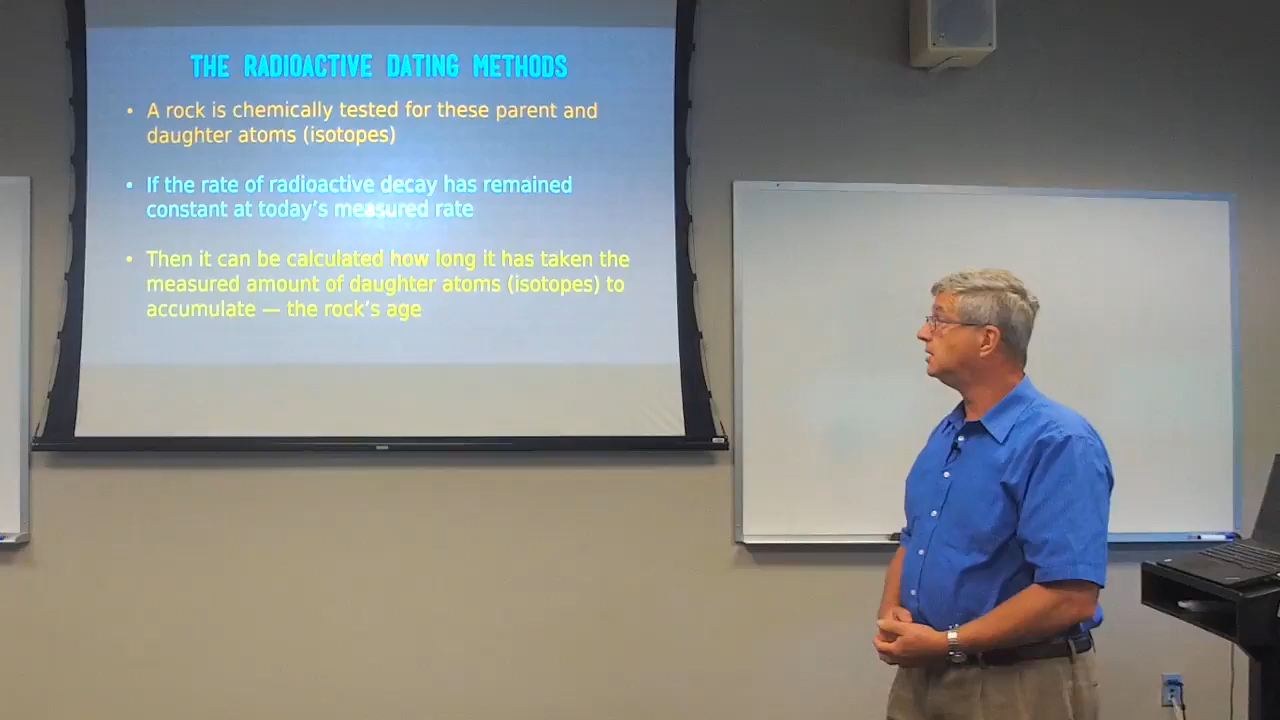 THE RADIOACTIVE DATING METHODS
• A rock is chemically tested for these parent and
daughter atoms (isotopes)
• If the rate of radioactive decay has remained
constant at today's measured rate
• Then it can be calculated how long it has taken the
measured amount of daughter atoms (isotopes) to
accumulate — the rock's age